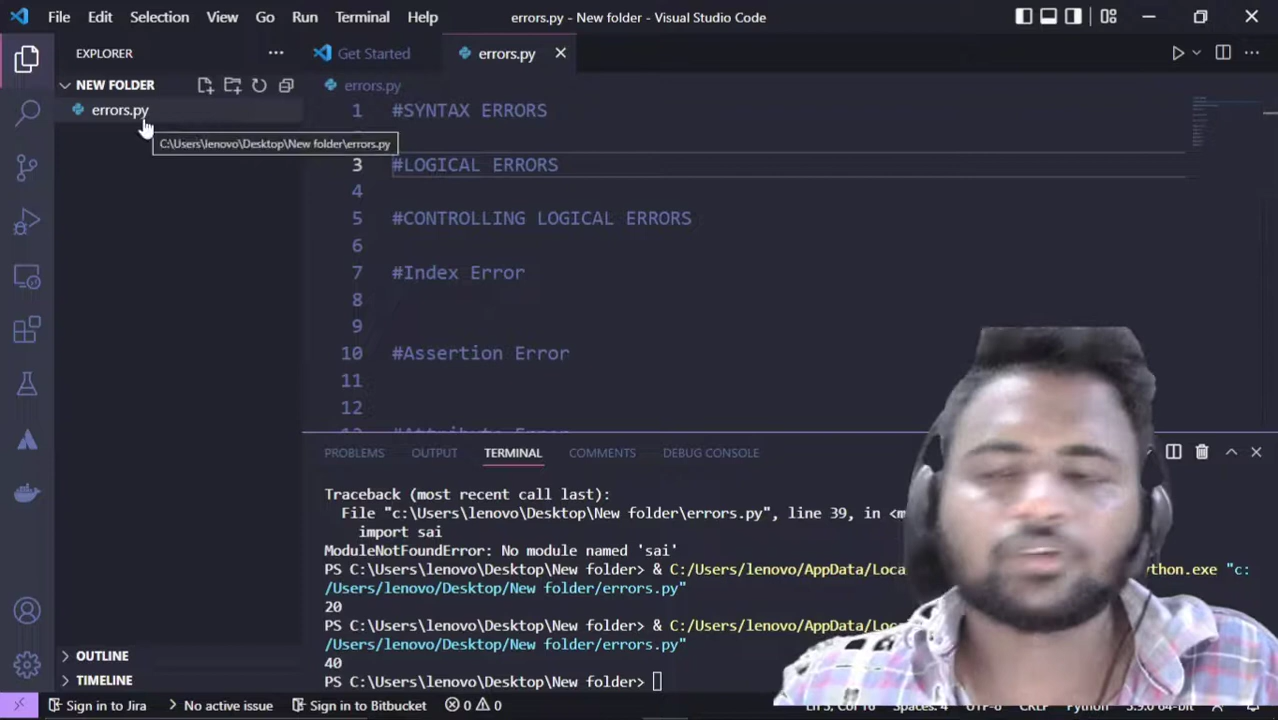 File Edit Selection View Go Run Terminal Help errors.py - New folder - Visual Studio Code
EXPLORER
Get Started
errors.py
NEW FOLDER
errors.py
errors.py
C:\Users\lenovo\Desktop\New folder\errors.py
1 #SYNTAX ERRORS
3 #LOGICAL ERRORS
4
5 #CONTROLLING LOGICAL ERRORS
6
7 #Index Error
8
9
10 #Assertion Error
11
12
#Attribute Error
PROBLEMS OUTPUT TERMINAL COMMENTS DEBUG CONSOLE
Traceback (most recent call last):
File "c:\Users\lenovo\Desktop\New folder\errors.py", line 39, in <m
import sai
ModuleNotFoundError: No module named 'sai'
PS C:\Users\lenovo\Desktop\New folder> & C:/Users/lenovo/AppData/Loca ython.exe "c:
/Users/lenovo/Desktop/New folder/errors.py"
20
PS C:\Users\lenovo\Desktop\New folder> & C:/Users/lenovo/AppData/Loca
/Users/lenovo/Desktop/New folder/errors.py"
40
PS C:\Users\lenovo\Desktop\New folder>
OUTLINE
TIMELINE
Sign in to Jira No active issue Sign in to Bitbucket 0 0